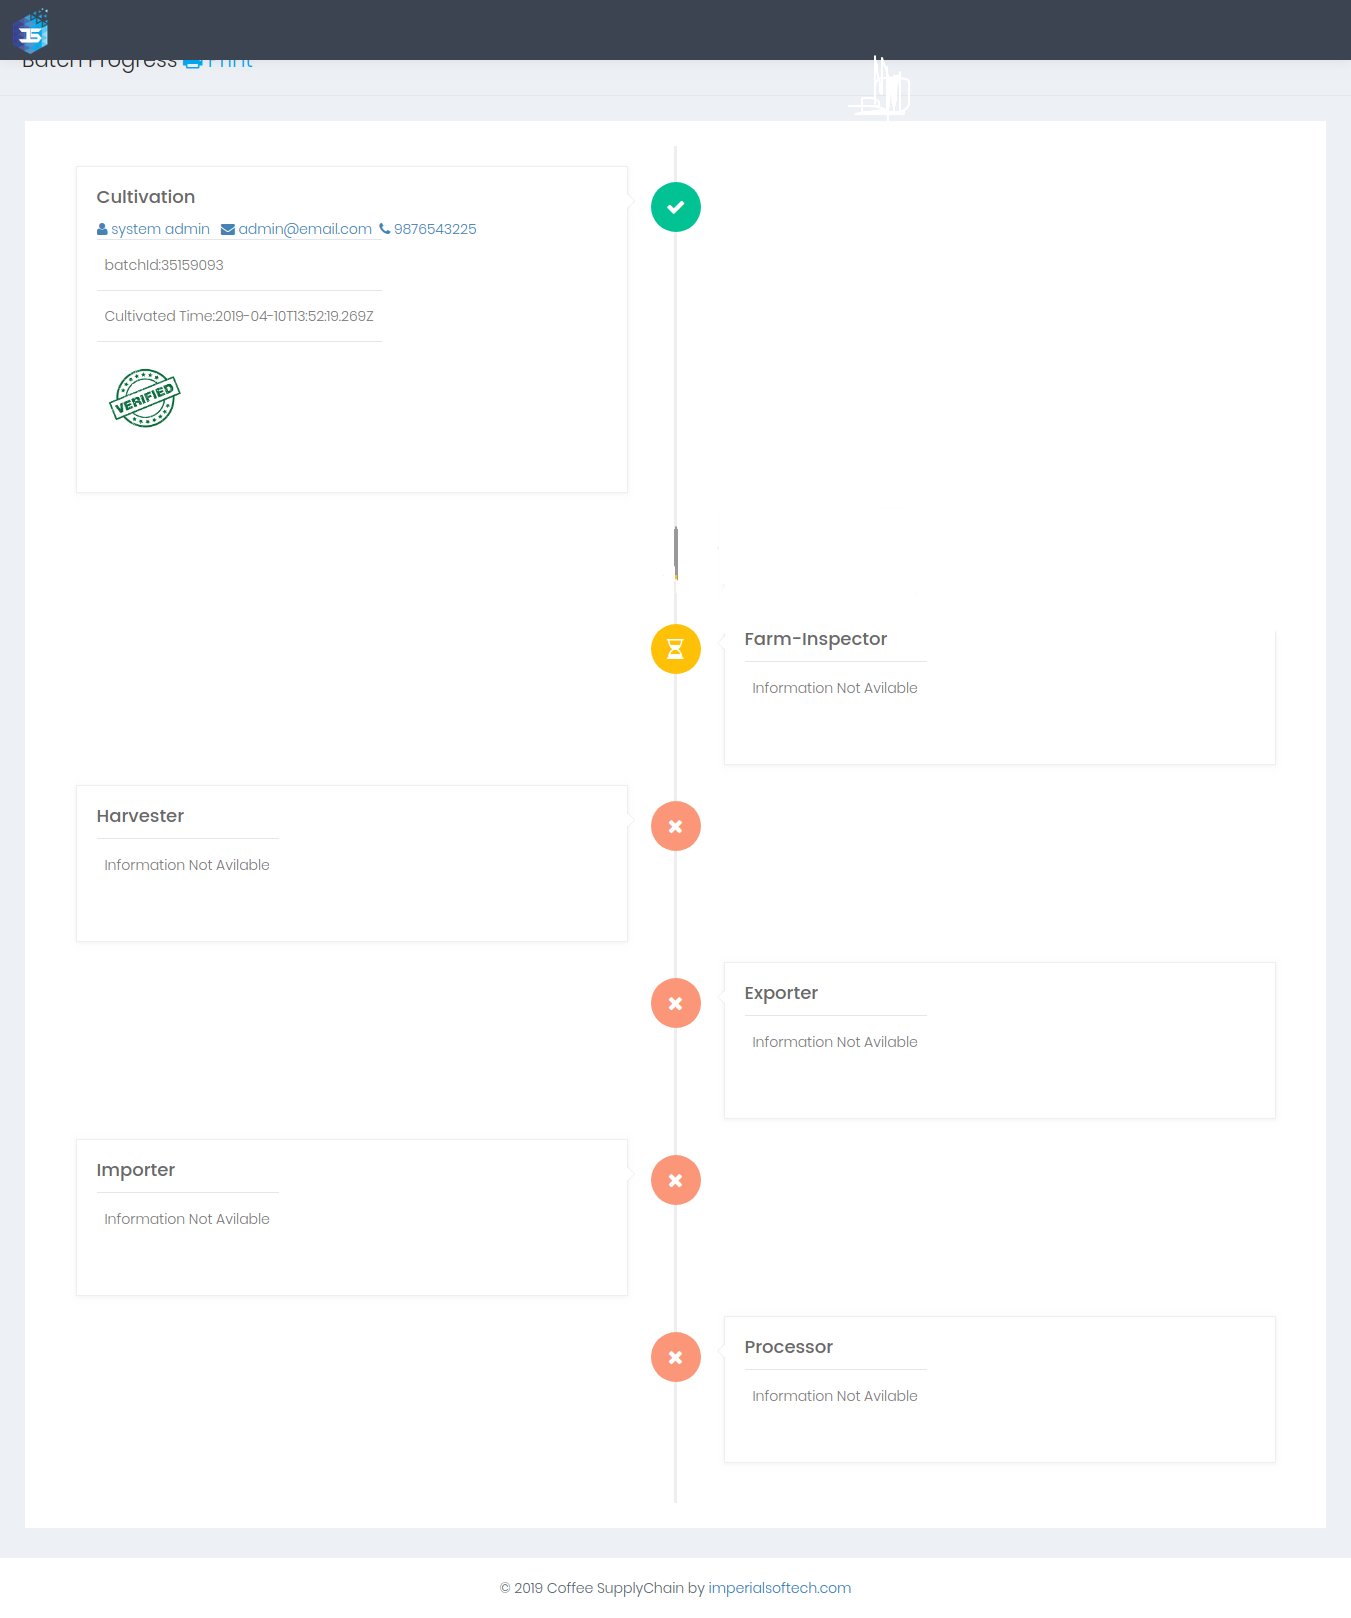 Batch Progress Print
Cultivation
system admin admin@email.com 9876543225
batchId:35159093
Cultivated Time:2019-04-10T13:52:19.269Z
VERIFIED
Farm-Inspector
Information Not Avilable
Harvester
Information Not Avilable
Exporter
Information Not Avilable
Importer
Information Not Avilable
Processor
Information Not Avilable
© 2019 Coffee SupplyChain by imperialsoftech.com